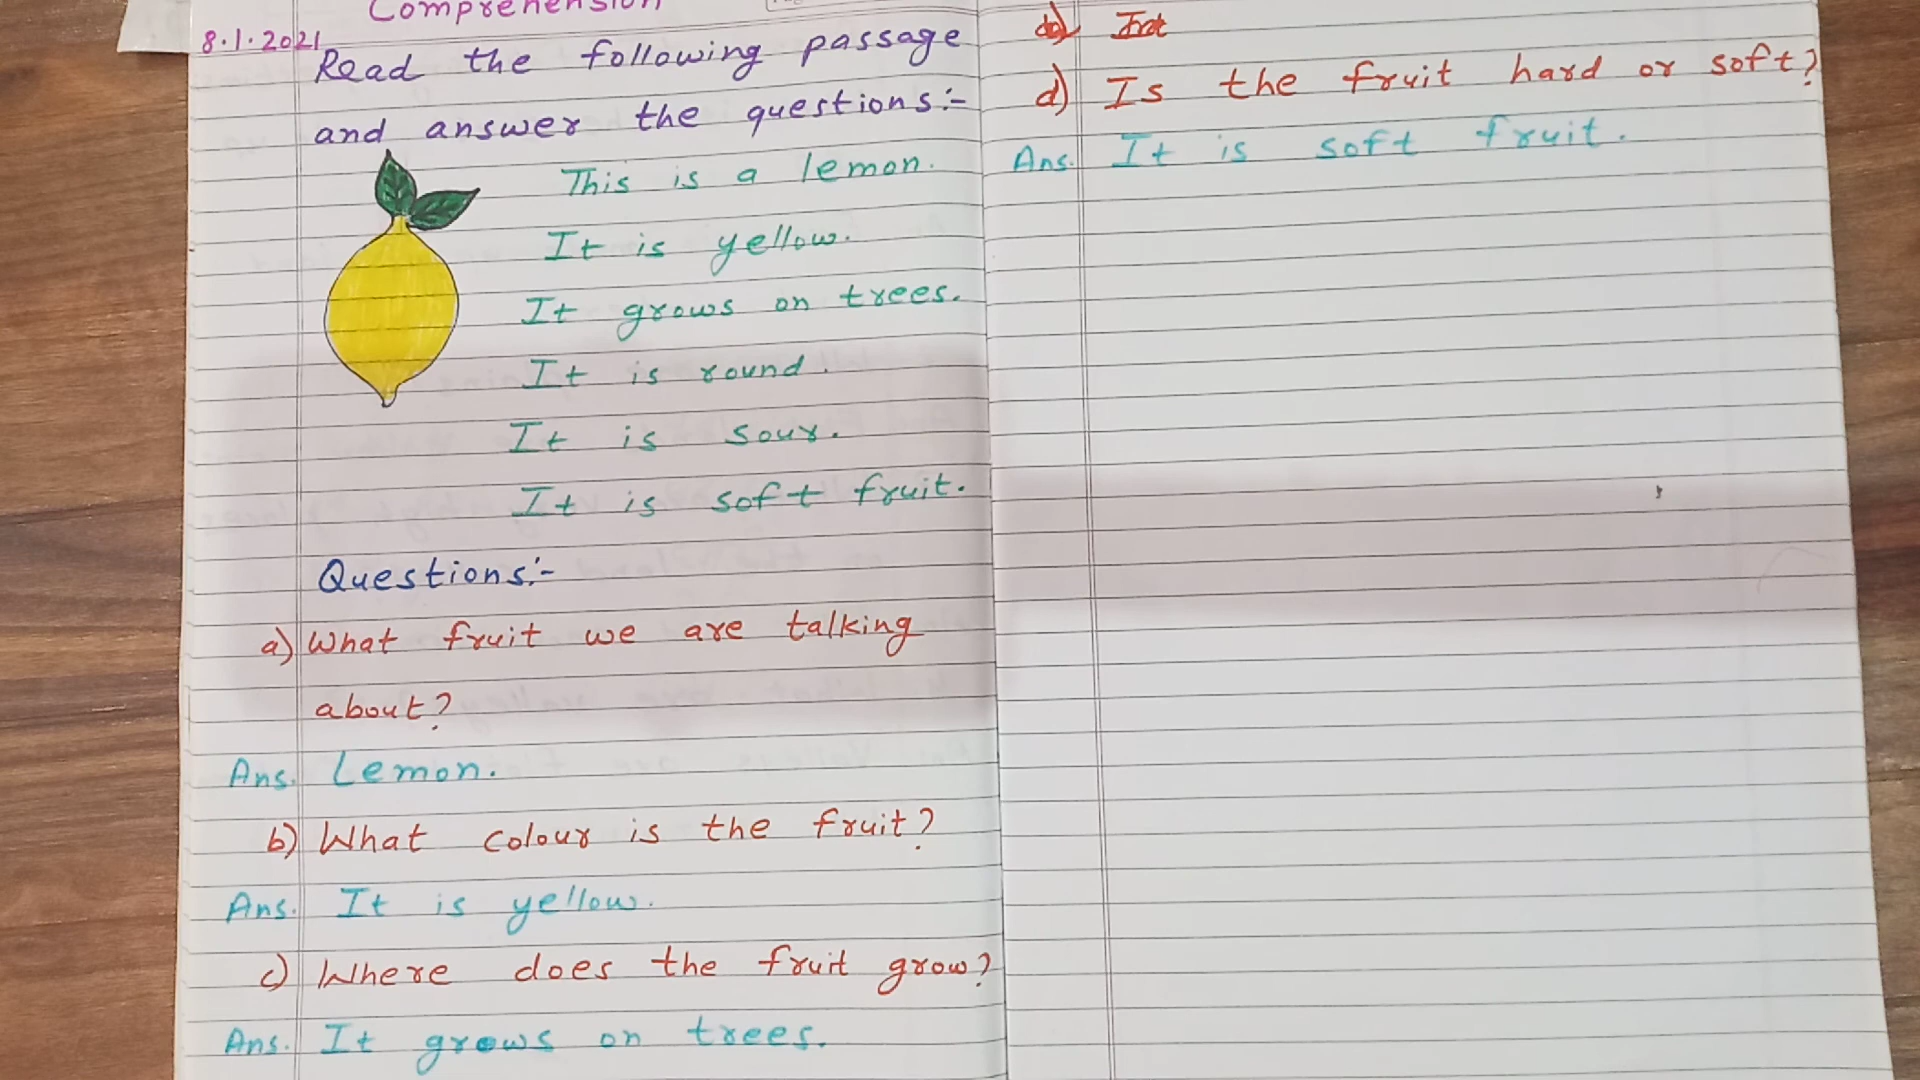 Comprehension
8.1.2021
Read the following passage
and answer the questions:-
This is a lemon.
It is yellow.
It grows on trees.
It is round.
It is sour.
It is soft fruit.
Questions:-
a) What fruit we are talking
about?
Ans. Lemon.
b) What colour is the fruit?
Ans. It is yellow.
c) Where does the fruit grow?
Ans. It grows on trees.
d) Is the fruit hard or soft?
Ans. It is soft fruit.